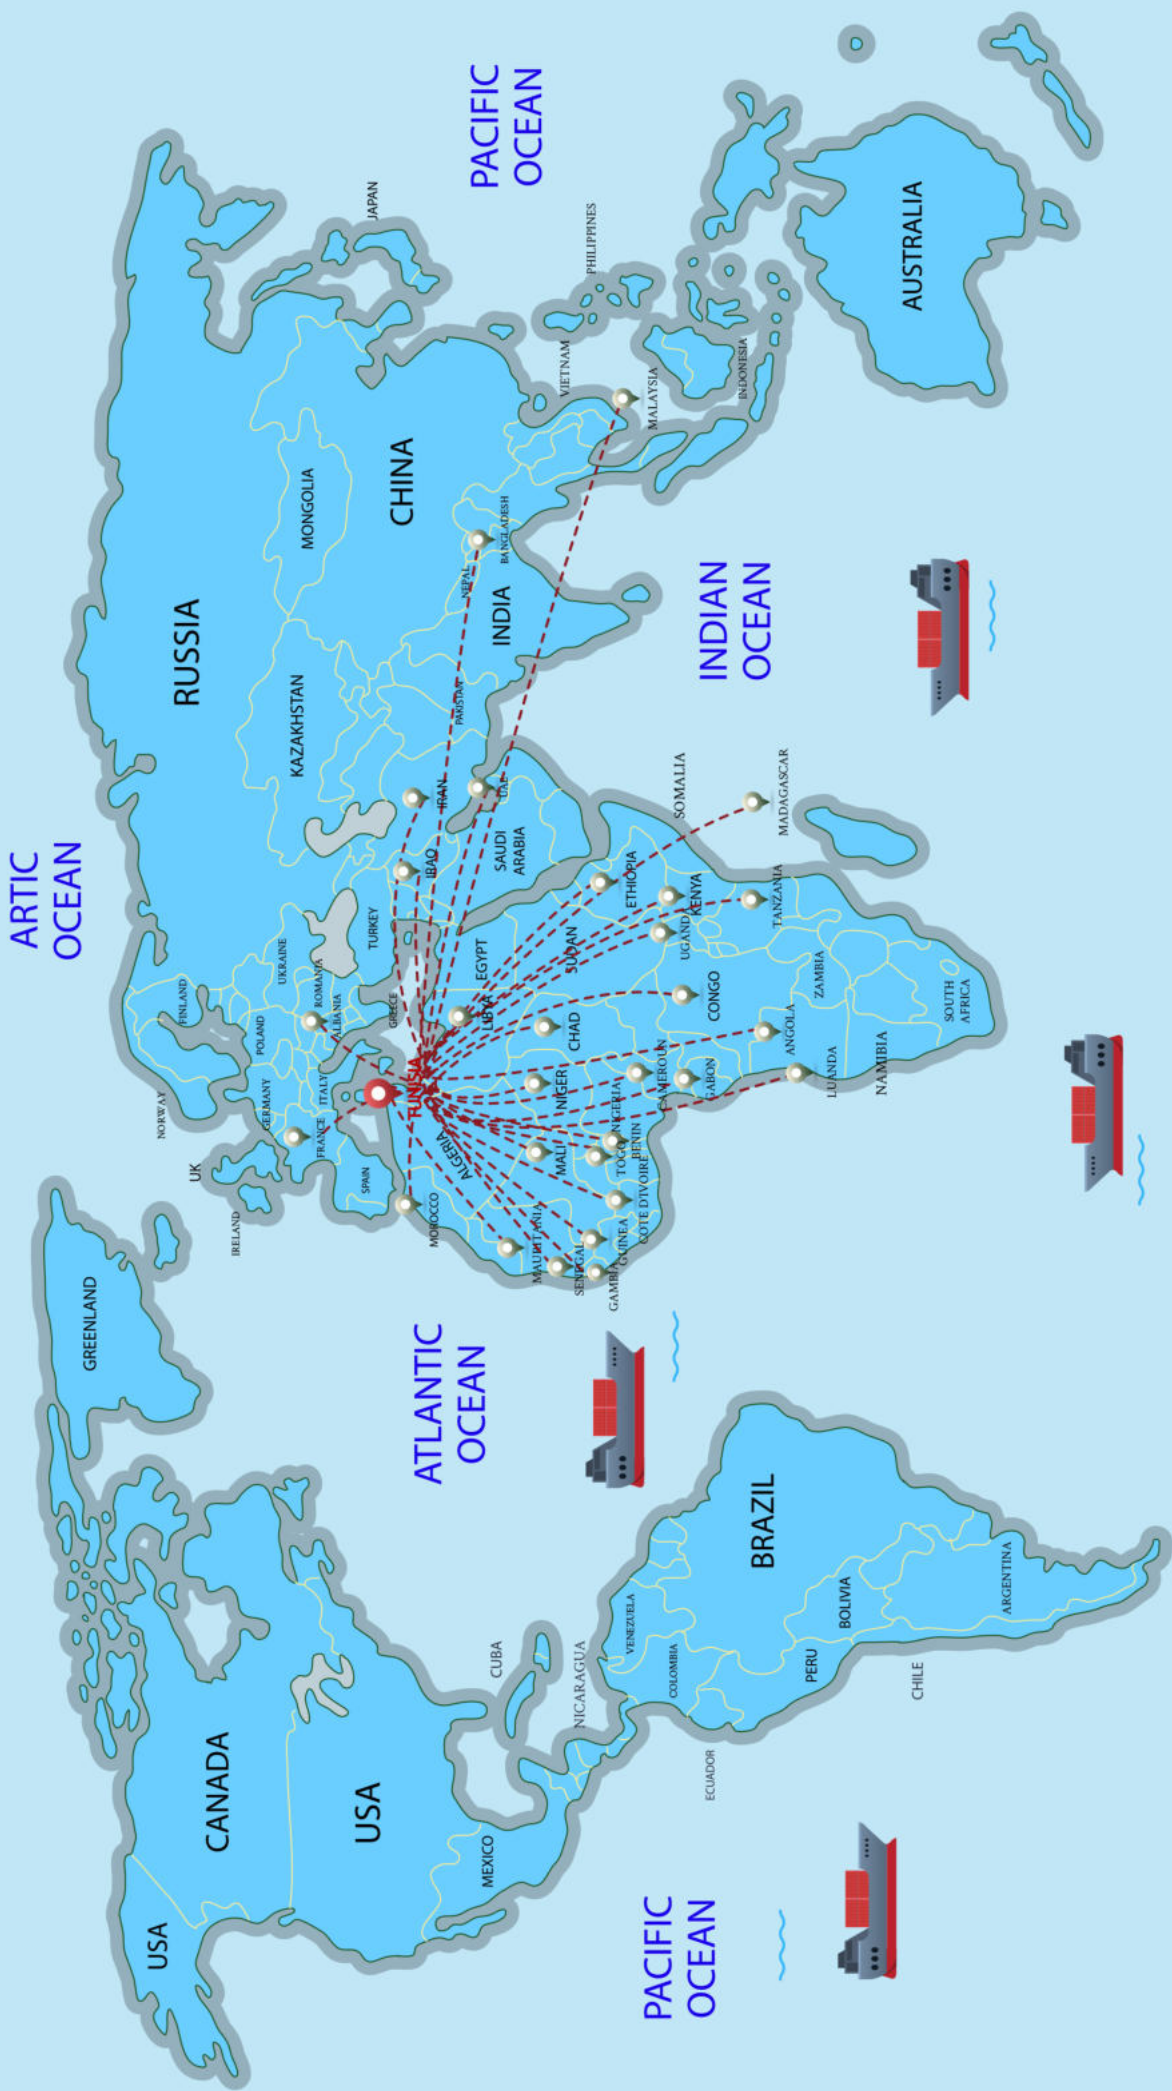 ARTIC
OCEAN
GREENLAND
USA
CANADA
RUSSIA
NORWAY
FINLAND
UK
IRELAND
POLAND
GERMANY
UKRAINE
KAZAKHSTAN
MONGOLIA
ROMANIA
ALBANIA
ITALY
FRANCE
SPAIN
USA
TURKEY
JAPAN
GREECE
CHINA
TUNISIA
IRAN
IRAQ
MOROCCO
ALGERIA
ATLANTIC
OCEAN
PACIFIC
OCEAN
PAKISTAN
NEPAL
BANGLADESH
INDIA
LIBYA
EGYPT
SAUDI
ARABIA
UAE
MEXICO
CUBA
MAURITANIA
MALI
NIGER
CHAD
SUDAN
VIETNAM
PHILIPPINES
NICARAGUA
SENEGAL
GAMBIA
GUINEA
COTE D'IVOIRE
TOGO
BENIN
NIGERIA
ETHIOPIA
VENEZUELA
MALAYSIA
CAMEROUN
UGANDA
KENYA
SOMALIA
COLOMBIA
GABON
CONGO
ECUADOR
PACIFIC
OCEAN
INDIAN
OCEAN
INDONESIA
BRAZIL
TANZANIA
MADAGASCAR
ANGOLA
PERU
ZAMBIA
LUANDA
BOLIVIA
NAMIBIA
AUSTRALIA
CHILE
SOUTH
AFRICA
ARGENTINA